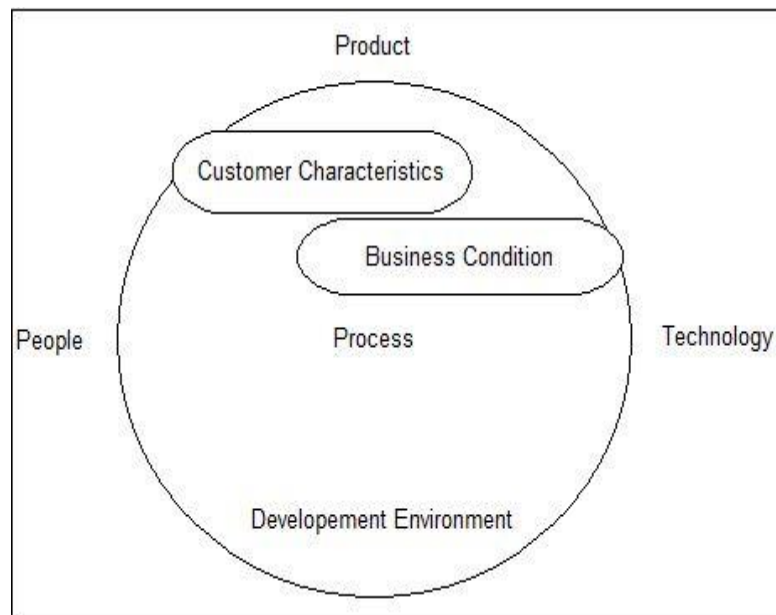 Product
Customer Characteristics
Business Condition
People
Process
Technology
Developement Environment